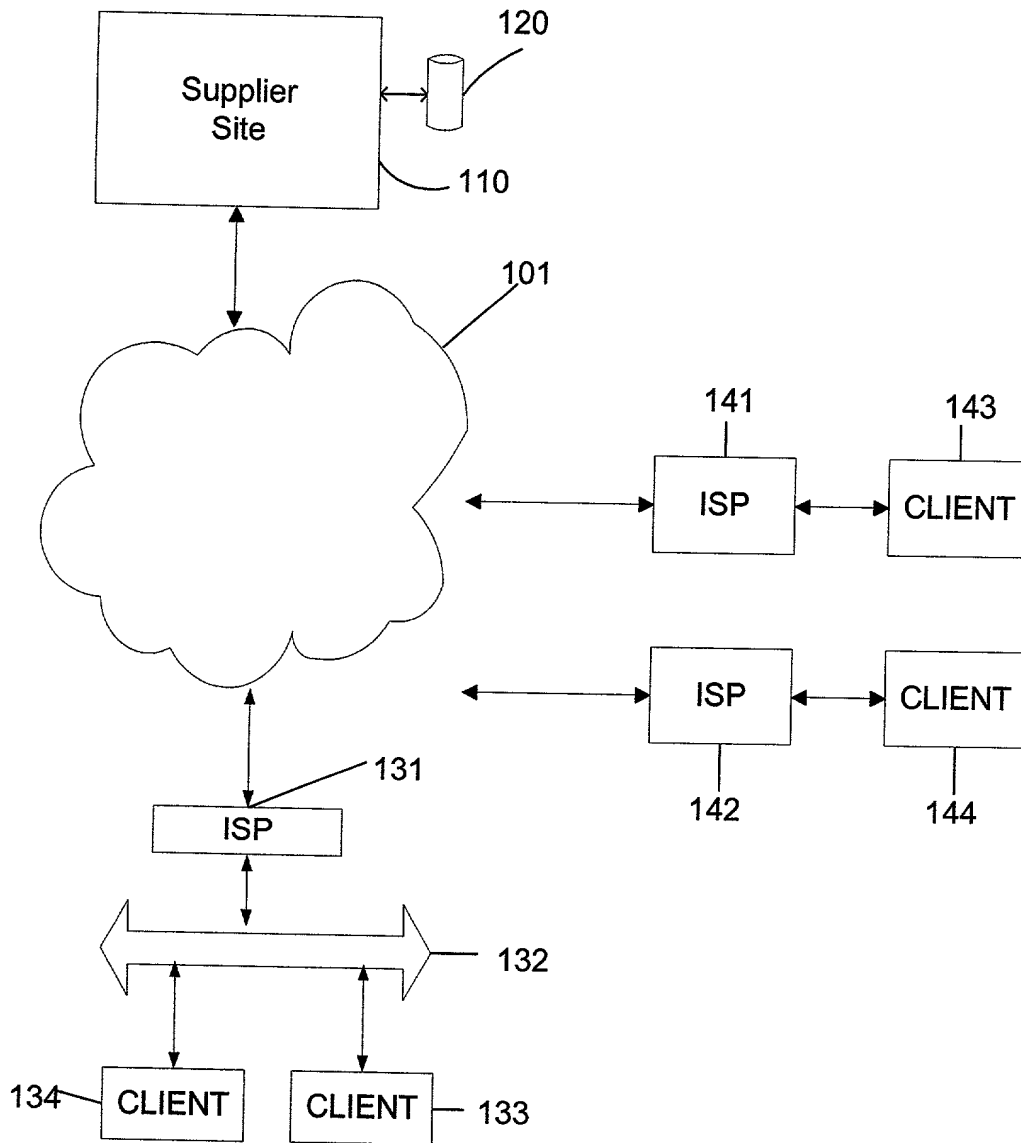 120
Supplier
Site
110
101
141
143
ISP
CLIENT
ISP
CLIENT
131
142
144
ISP
132
134
CLIENT
CLIENT
133